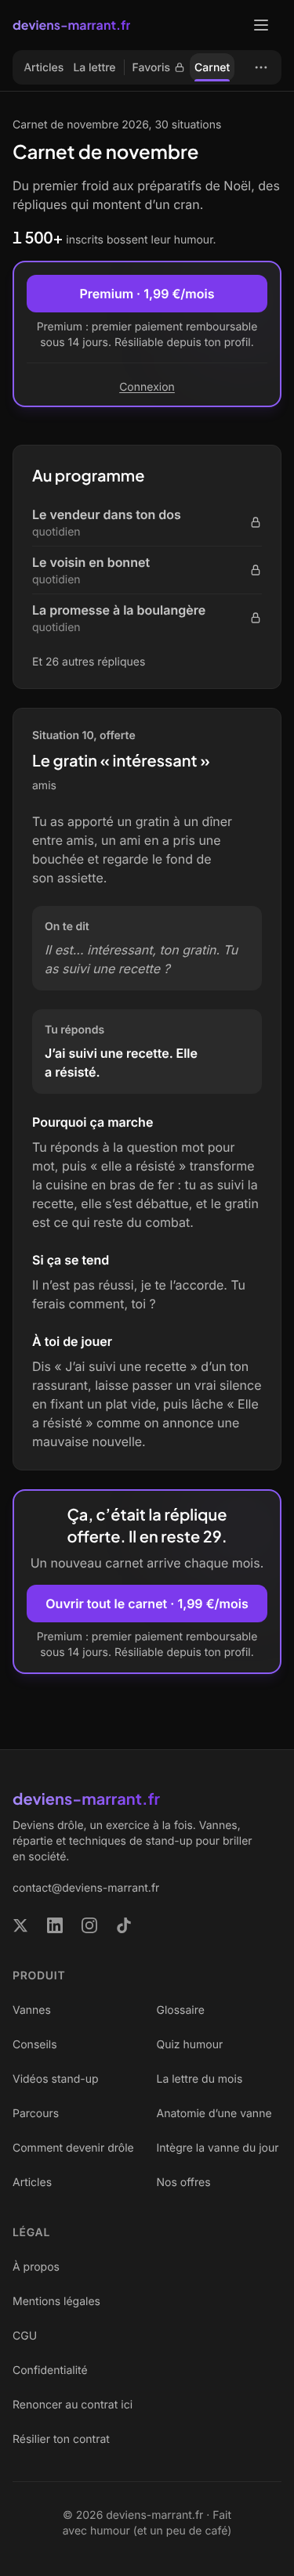 deviens-marrant.fr
Articles La lettre Favoris Carnet ...
Carnet de novembre 2026, 30 situations
Carnet de novembre
Du premier froid aux préparatifs de Noël, des
répliques qui montent d’un cran.
1 500+ inscrits bossent leur humour.
Premium · 1,99 €/mois
Premium : premier paiement remboursable
sous 14 jours. Résiliable depuis ton profil.
Connexion
Au programme
Le vendeur dans ton dos
quotidien
Le voisin en bonnet
quotidien
La promesse à la boulangère
quotidien
Et 26 autres répliques
Situation 10, offerte
Le gratin « intéressant »
amis
Tu as apporté un gratin à un dîner
entre amis, un ami en a pris une
bouchée et regarde le fond de
son assiette.
On te dit
Il est… intéressant, ton gratin. Tu
as suivi une recette ?
Tu réponds
J’ai suivi une recette. Elle
a résisté.
Pourquoi ça marche
Tu réponds à la question mot pour
mot, puis « elle a résisté » transforme
la cuisine en bras de fer : tu as suivi la
recette, elle s’est débattue, et le gratin
est ce qui reste du combat.
Si ça se tend
Il n’est pas réussi, je te l’accorde. Tu
ferais comment, toi ?
À toi de jouer
Dis « J’ai suivi une recette » d’un ton
rassurant, laisse passer un vrai silence
en fixant un plat vide, puis lâche « Elle
a résisté » comme on annonce une
mauvaise nouvelle.
Ça, c’était la réplique
offerte. Il en reste 29.
Un nouveau carnet arrive chaque mois.
Ouvrir tout le carnet · 1,99 €/mois
Premium : premier paiement remboursable
sous 14 jours. Résiliable depuis ton profil.
deviens-marrant.fr
Deviens drôle, un exercice à la fois. Vannes,
répartie et techniques de stand-up pour briller
en société.
contact@deviens-marrant.fr
PRODUIT
Vannes Glossaire
Conseils Quiz humour
Vidéos stand-up La lettre du mois
Parcours Anatomie d’une vanne
Comment devenir drôle Intègre la vanne du jour
Articles Nos offres
LÉGAL
À propos
Mentions légales
CGU
Confidentialité
Renoncer au contrat ici
Résilier ton contrat
© 2026 deviens-marrant.fr · Fait
avec humour (et un peu de café)